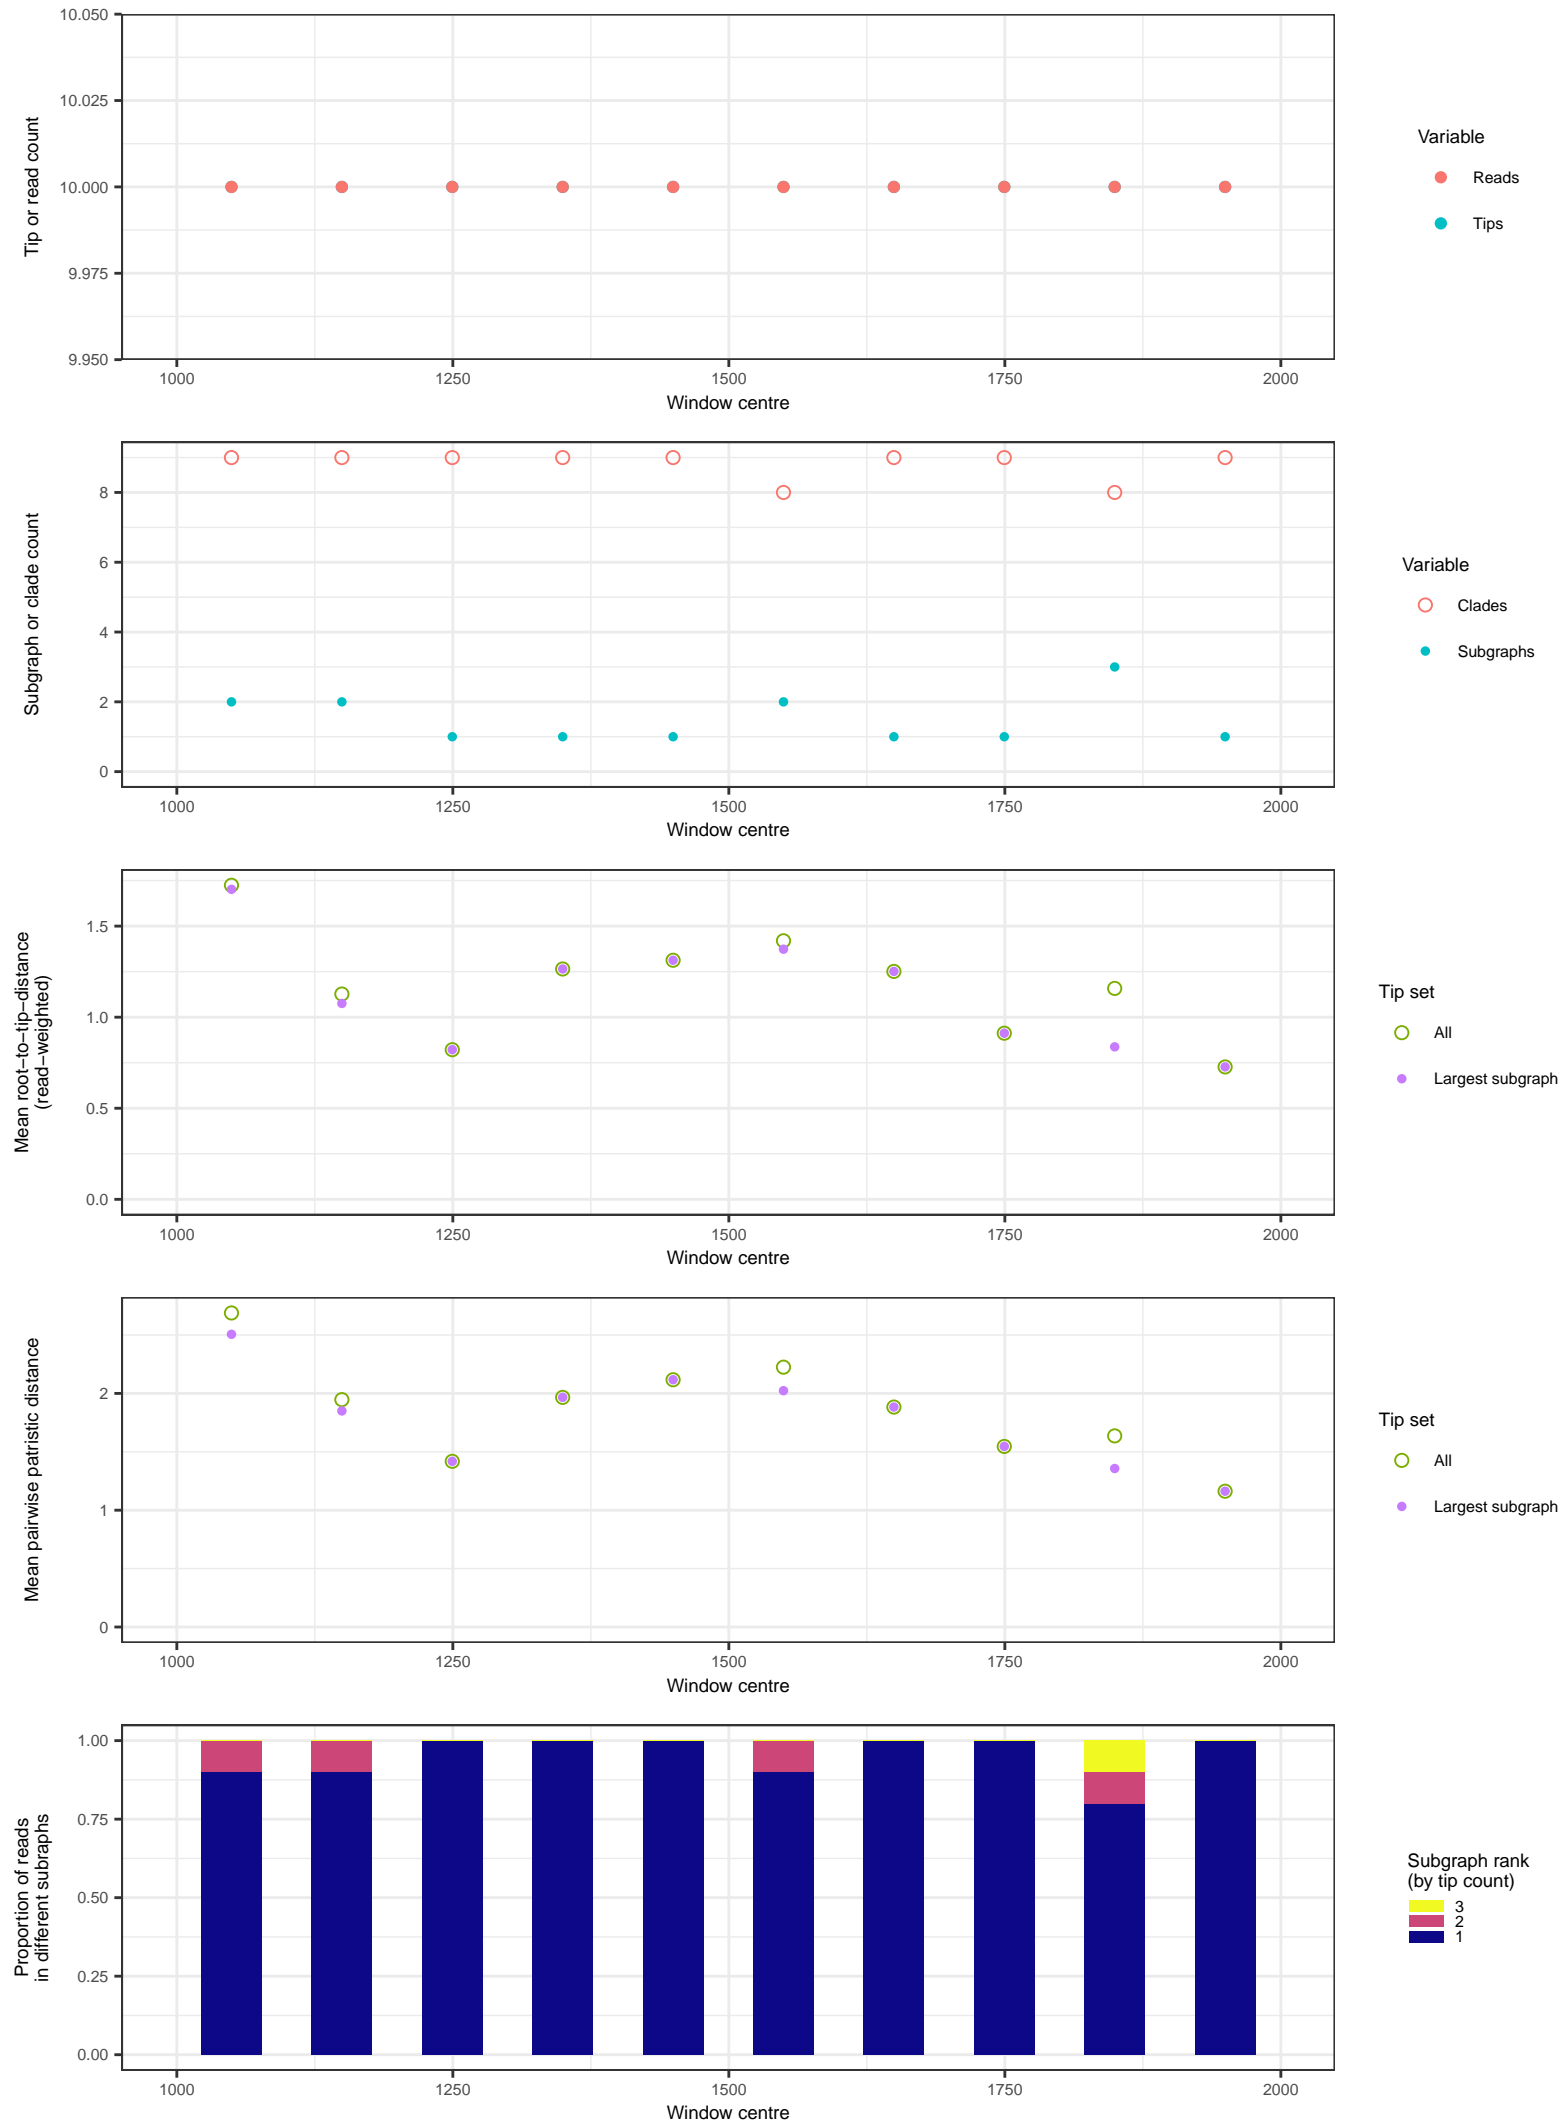 10.050
10.025
10.000
9.975
9.950
Tip or read count
1000 1250 1500 1750 2000
Window centre
Variable
Reads
Tips
8
6
4
2
0
Subgraph or clade count
1000 1250 1500 1750 2000
Window centre
Variable
Clades
Subgraphs
1.5
1.0
0.5
0.0
Mean root−to−tip−distance
(read−weighted)
1000 1250 1500 1750 2000
Window centre
Tip set
All
Largest subgraph
2
1
0
Mean pairwise patristic distance
1000 1250 1500 1750 2000
Window centre
Tip set
All
Largest subgraph
1.00
0.75
0.50
0.25
0.00
Proportion of reads
in different subraphs
1000 1250 1500 1750 2000
Window centre
Subgraph rank
(by tip count)
3
2
1